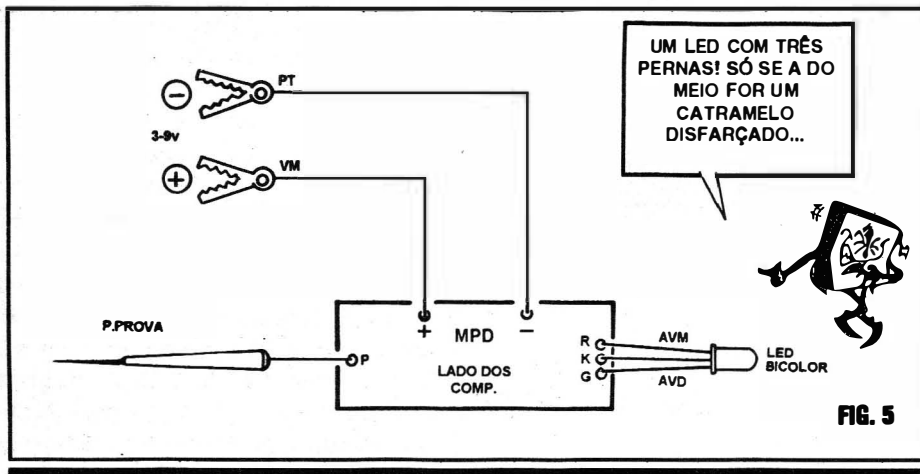 UM LED COM TRÊS
PERNAS! SÓ SE A DO
MEIO FOR UM
CATRAMELO
DISFARÇADO...
PT
3-9v
VM
P.PROVA
+ MPD -
P
LADO DOS
COMP.
R
K
G
AVM
AVD
LED
BICOLOR
FIG. 5